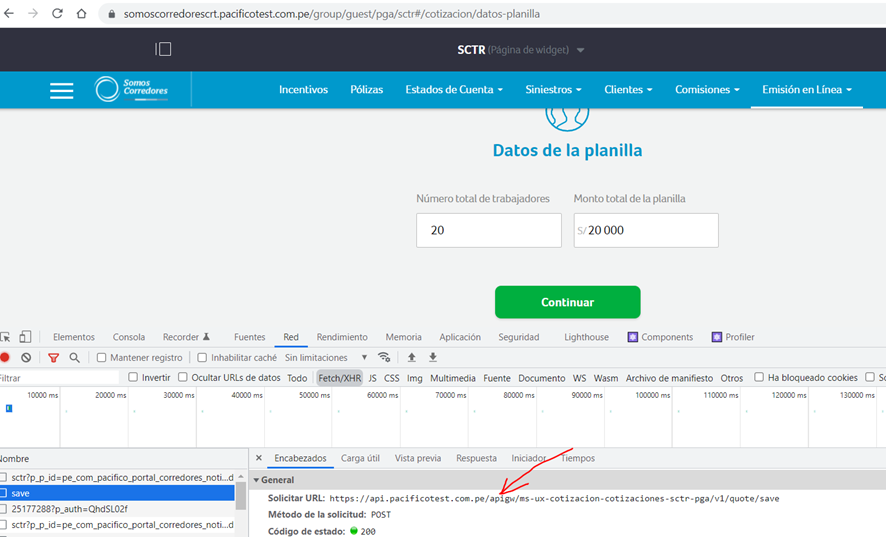 somoscorredorescrt.pacificotest.com.pe/group/guest/pga/sctr#/cotizacion/datos-planilla
SCTR (Página de widget)
Somos Corredores
Incentivos Pólizas Estados de Cuenta Siniestros Clientes Comisiones Emisión en Línea
Datos de la planilla
Número total de trabajadores Monto total de la planilla
20 S/ 20 000
Continuar
Elementos Consola Recorder Fuentes Red Rendimiento Memoria Aplicación Seguridad Lighthouse Components Profiler
Mantener registro Inhabilitar caché Sin limitaciones
Filtrar Invertir Ocultar URLs de datos Todo Fetch/XHR JS CSS Img Multimedia Fuente Documento WS Wasm Archivo de manifiesto Otros Ha bloqueado cookies
10000 ms 20000 ms 30000 ms 40000 ms 50000 ms 60000 ms 70000 ms 80000 ms 90000 ms 100000 ms 110000 ms 120000 ms 130000 ms
Nombre × Encabezados Carga útil Vista previa Respuesta Iniciador Tiempos
sctr?p_p_id=pe_com_pacifico_portal_corredores_noti...d General
save Solicitar URL: https://api.pacificotest.com.pe/apigw/ms-ux-cotizacion-cotizaciones-sctr-pga/v1/quote/save
25177288?p_auth=QhdSL02f Método de la solicitud: POST
sctr?p_p_id=pe_com_pacifico_portal_corredores_noti...d Código de estado: 200